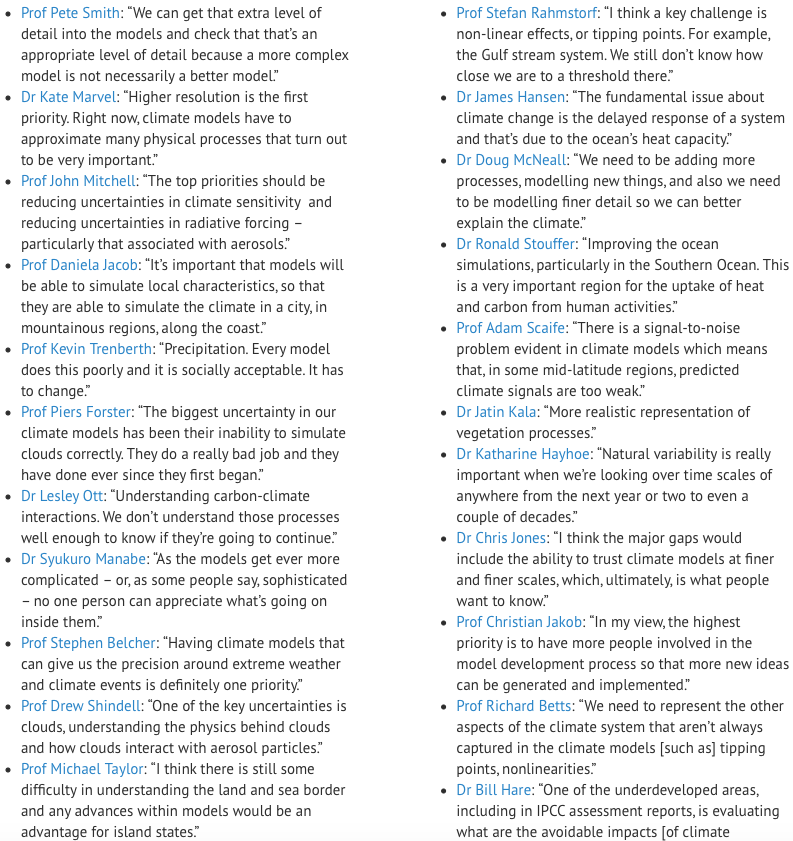 • Prof Pete Smith: “We can get that extra level of
detail into the models and check that that’s an
appropriate level of detail because a more complex
model is not necessarily a better model.”
• Dr Kate Marvel: “Higher resolution is the first
priority. Right now, climate models have to
approximate many physical processes that turn out
to be very important.”
• Prof John Mitchell: “The top priorities should be
reducing uncertainties in climate sensitivity and
reducing uncertainties in radiative forcing –
particularly that associated with aerosols.”
• Prof Daniela Jacob: “It’s important that models will
be able to simulate local characteristics, so that
they are able to simulate the climate in a city, in
mountainous regions, along the coast.”
• Prof Kevin Trenberth: “Precipitation. Every model
does this poorly and it is socially acceptable. It has
to change.”
• Prof Piers Forster: “The biggest uncertainty in our
climate models has been their inability to simulate
clouds correctly. They do a really bad job and they
have done ever since they first began.”
• Dr Lesley Ott: “Understanding carbon-climate
interactions. We don’t understand those processes
well enough to know if they’re going to continue.”
• Dr Syukuro Manabe: “As the models get ever more
complicated – or, as some people say, sophisticated
– no one person can appreciate what’s going on
inside them.”
• Prof Stephen Belcher: “Having climate models that
can give us the precision around extreme weather
and climate events is definitely one priority.”
• Prof Drew Shindell: “One of the key uncertainties is
clouds, understanding the physics behind clouds
and how clouds interact with aerosol particles.”
• Prof Michael Taylor: “I think there is still some
difficulty in understanding the land and sea border
and any advances within models would be an
advantage for island states.”
• Prof Stefan Rahmstorf: “I think a key challenge is
non-linear effects, or tipping points. For example,
the Gulf stream system. We still don’t know how
close we are to a threshold there.”
• Dr James Hansen: “The fundamental issue about
climate change is the delayed response of a system
and that’s due to the ocean’s heat capacity.”
• Dr Doug McNeall: “We need to be adding more
processes, modelling new things, and also we need
to be modelling finer detail so we can better
explain the climate.”
• Dr Ronald Stouffer: “Improving the ocean
simulations, particularly in the Southern Ocean. This
is a very important region for the uptake of heat
and carbon from human activities.”
• Prof Adam Scaife: “There is a signal-to-noise
problem evident in climate models which means
that, in some mid-latitude regions, predicted
climate signals are too weak.”
• Dr Jatin Kala: “More realistic representation of
vegetation processes.”
• Dr Katharine Hayhoe: “Natural variability is really
important when we’re looking over time scales of
anywhere from the next year or two to even a
couple of decades.”
• Dr Chris Jones: “I think the major gaps would
include the ability to trust climate models at finer
and finer scales, which, ultimately, is what people
want to know.”
• Prof Christian Jakob: “In my view, the highest
priority is to have more people involved in the
model development process so that more new ideas
can be generated and implemented.”
• Prof Richard Betts: “We need to represent the other
aspects of the climate system that aren’t always
captured in the climate models [such as] tipping
points, nonlinearities.”
• Dr Bill Hare: “One of the underdeveloped areas,
including in IPCC assessment reports, is evaluating
what are the avoidable impacts [of climate